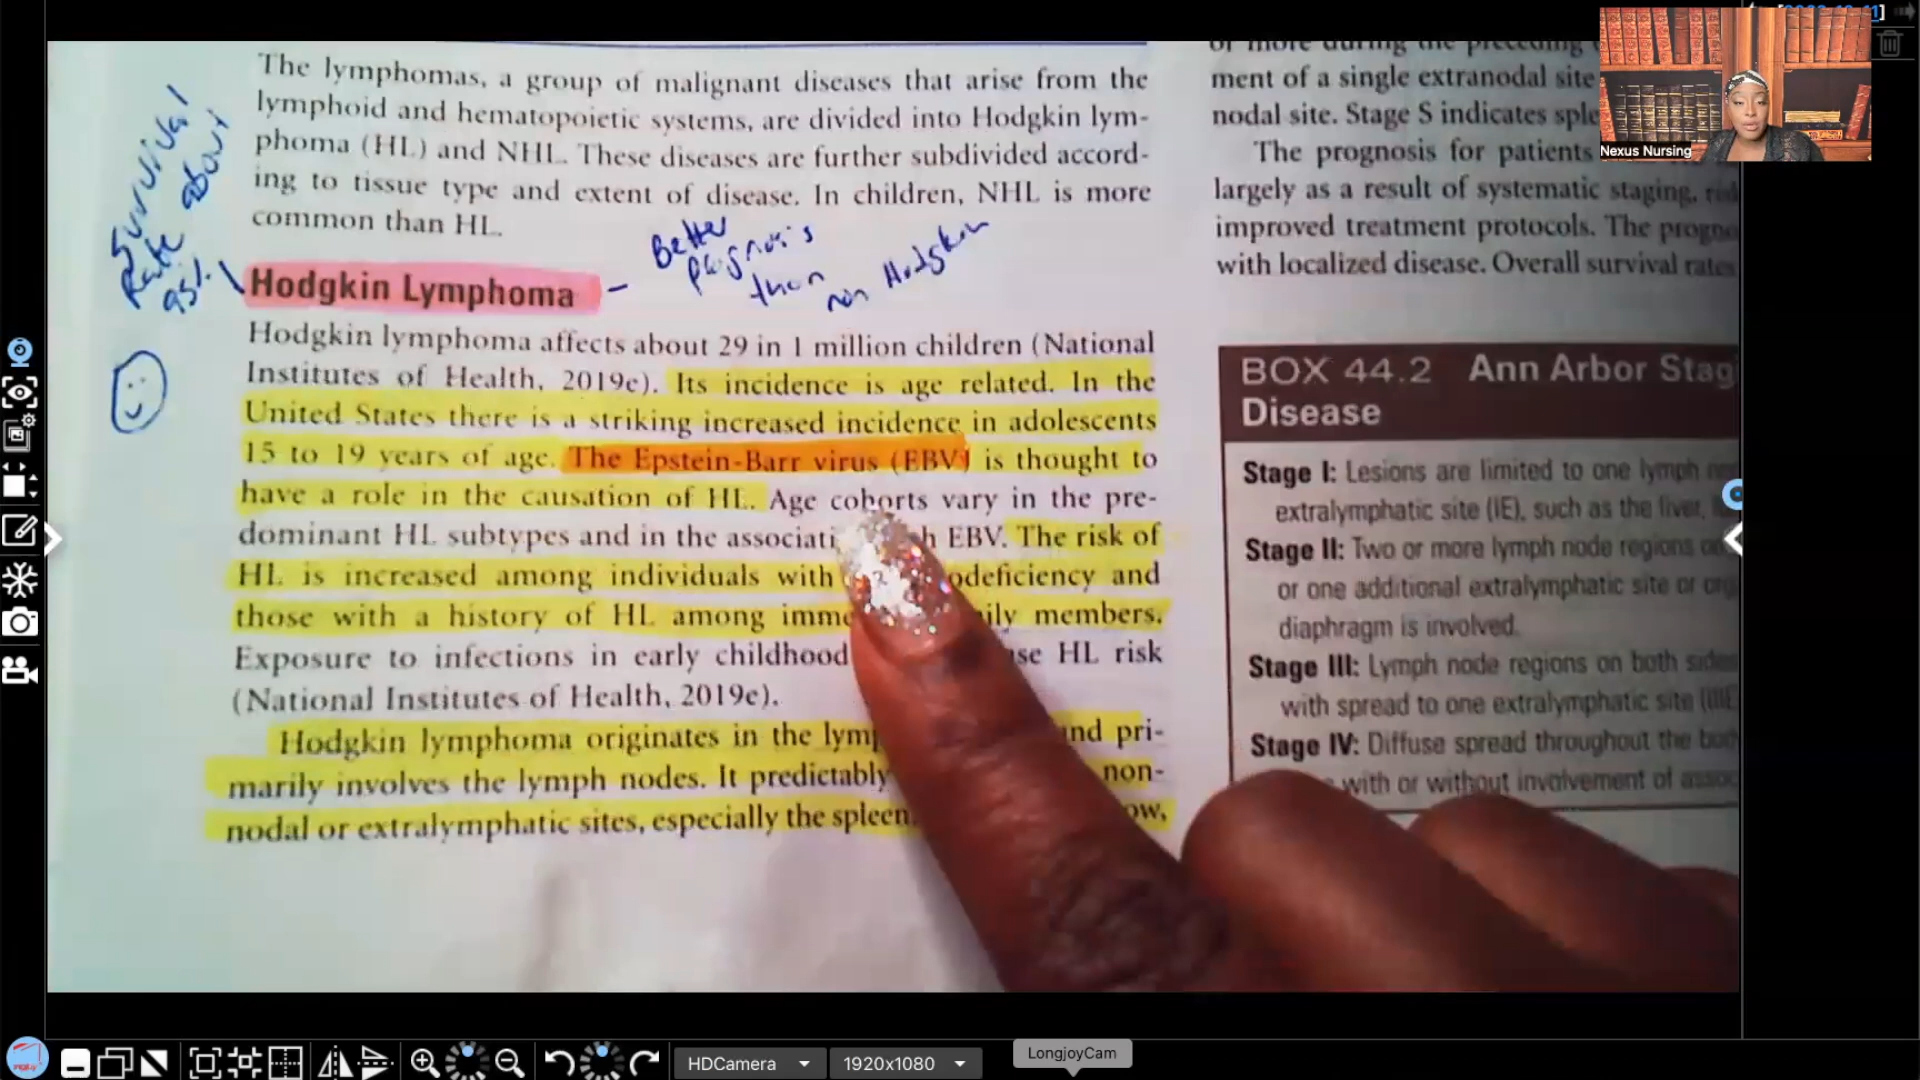 The lymphomas, a group of malignant diseases that arise from the
lymphoid and hematopoietic systems, are divided into Hodgkin lym-
phoma (HL) and NHL. These diseases are further subdivided accord-
ing to tissue type and extent of disease. In children, NHL is more
common than HL.
Survival
Rate about
95%
Hodgkin Lymphoma -
Better
prognosis
then
non Hodgkin
Hodgkin lymphoma affects about 29 in 1 million children (National
Institutes of Health, 2019e). Its incidence is age related. In the
United States there is a striking increased incidence in adolescents
15 to 19 years of age. The Epstein-Barr virus (EBV) is thought to
have a role in the causation of HL. Age cohorts vary in the pre-
dominant HL subtypes and in the associati h EBV. The risk of
HL is increased among individuals with odeficiency and
those with a history of HL among imme ily members.
Exposure to infections in early childhood se HL risk
(National Institutes of Health, 2019e).
Hodgkin lymphoma originates in the lymp nd pri-
marily involves the lymph nodes. It predictably non-
nodal or extralymphatic sites, especially the spleen, ow,
or more during the preceding
ment of a single extranodal site
nodal site. Stage S indicates sple
The prognosis for patients
largely as a result of systematic staging, ris
improved treatment protocols. The progno
with localized disease. Overall survival rates
BOX 44.2 Ann Arbor Stag
Disease
Stage I: Lesions are limited to one lymph no
extralymphatic site (IE), such as the liver,
Stage II: Two or more lymph node regions on
or one additional extralymphatic site or org
diaphragm is involved.
Stage III: Lymph node regions on both sides
with spread to one extralymphatic site (IIIE
Stage IV: Diffuse spread throughout the bod
with or without involvement of assoc
Nexus Nursing
HDCamera
1920x1080
LongjoyCam